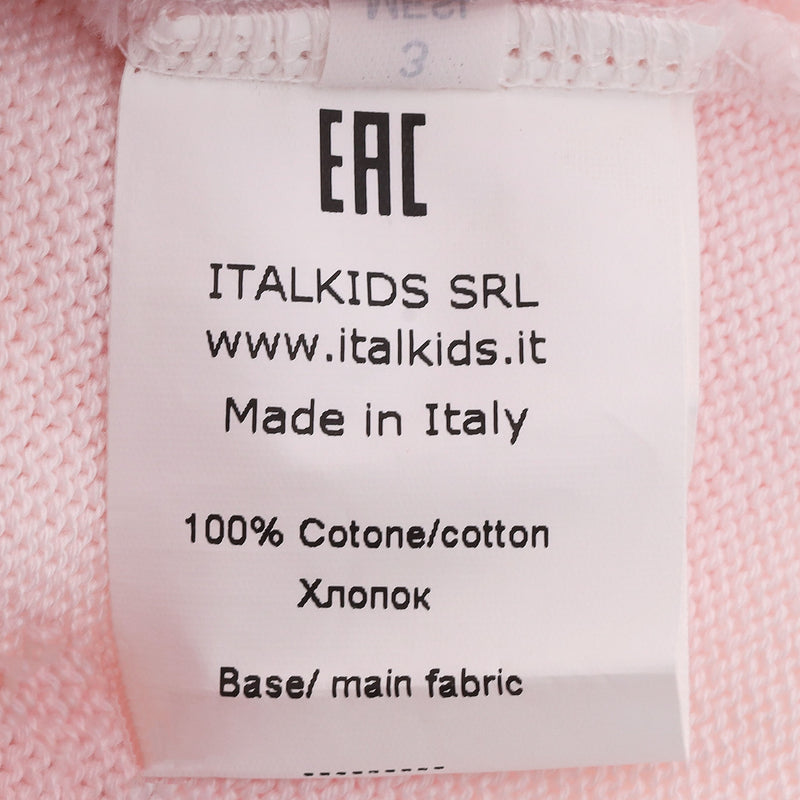 3
EAC
ITALKIDS SRL
www.italkids.it
Made in Italy
100% Cotone/cotton
Хлопок
Base/ main fabric
---------